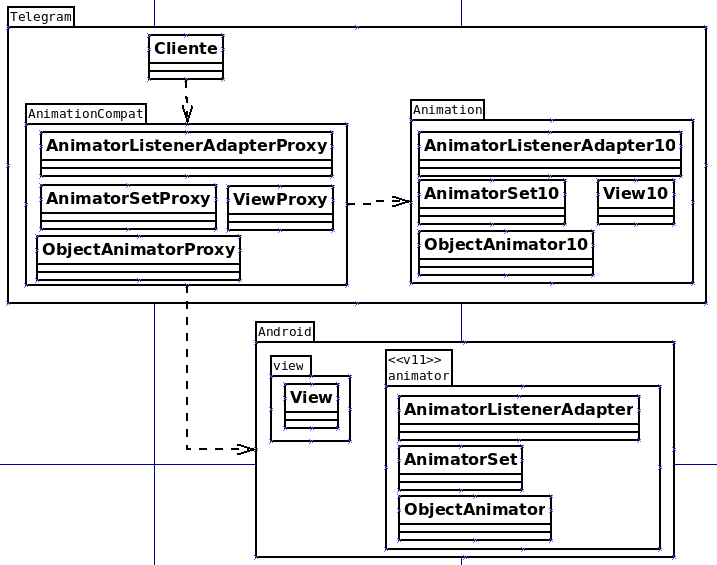 Telegram
Cliente
AnimationCompat
AnimatorListenerAdapterProxy
AnimatorSetProxy
ViewProxy
ObjectAnimatorProxy
Animation
AnimatorListenerAdapter10
AnimatorSet10
View10
ObjectAnimator10
Android
view
View
<<v11>>
animator
AnimatorListenerAdapter
AnimatorSet
ObjectAnimator